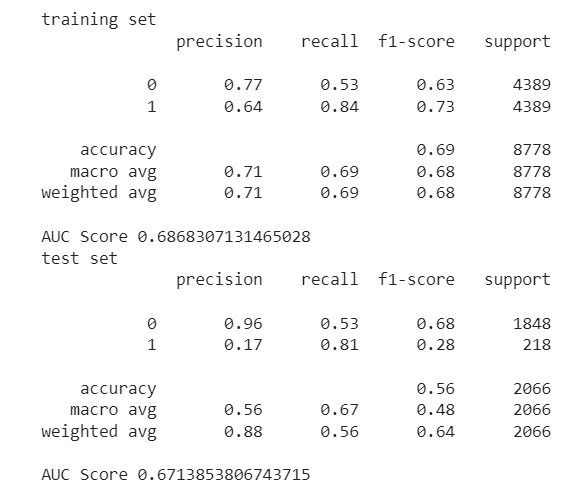 training set
precision recall f1-score support
0 0.77 0.53 0.63 4389
1 0.64 0.84 0.73 4389
accuracy 0.69 8778
macro avg 0.71 0.69 0.68 8778
weighted avg 0.71 0.69 0.68 8778
AUC Score 0.6868307131465028
test set
precision recall f1-score support
0 0.96 0.53 0.68 1848
1 0.17 0.81 0.28 218
accuracy 0.56 2066
macro avg 0.56 0.67 0.48 2066
weighted avg 0.88 0.56 0.64 2066
AUC Score 0.6713853806743715